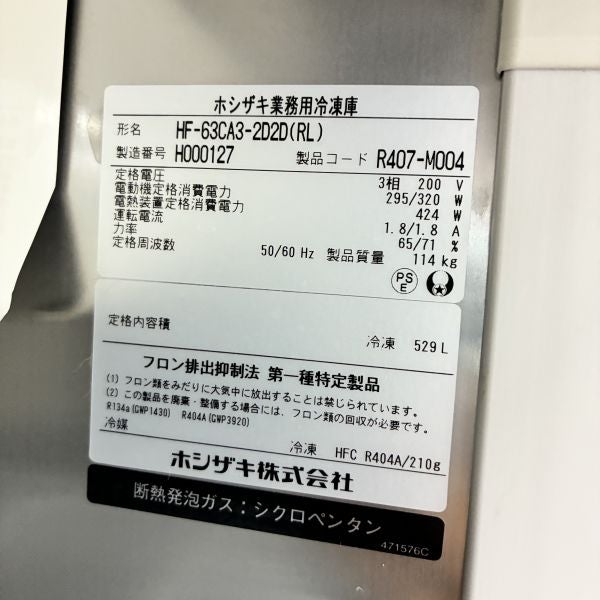 ホシザキ業務用冷凍庫
形名 HF-63CA3-2D2D(RL)
製造番号 H000127 製品コード R407-M004
定格電圧 3相 200 V
電動機定格消費電力 295/320 W
電熱装置定格消費電力 424 W
運転電流 1.8/1.8 A
力率 65/71 %
定格周波数 50/60 Hz 製品質量 114 kg
PSE
定格内容積 冷凍 529 L
フロン排出抑制法 第一種特定製品
(1) フロン類をみだりに大気中に放出することは禁じられています。
(2) この製品を廃棄・整備する場合には、フロン類の回収が必要です。
R134a(GWP1430) R404A(GWP3920)
冷媒 冷凍 HFC R404A/210g
ホシザキ株式会社
断熱発泡ガス：シクロペンタン
471576C